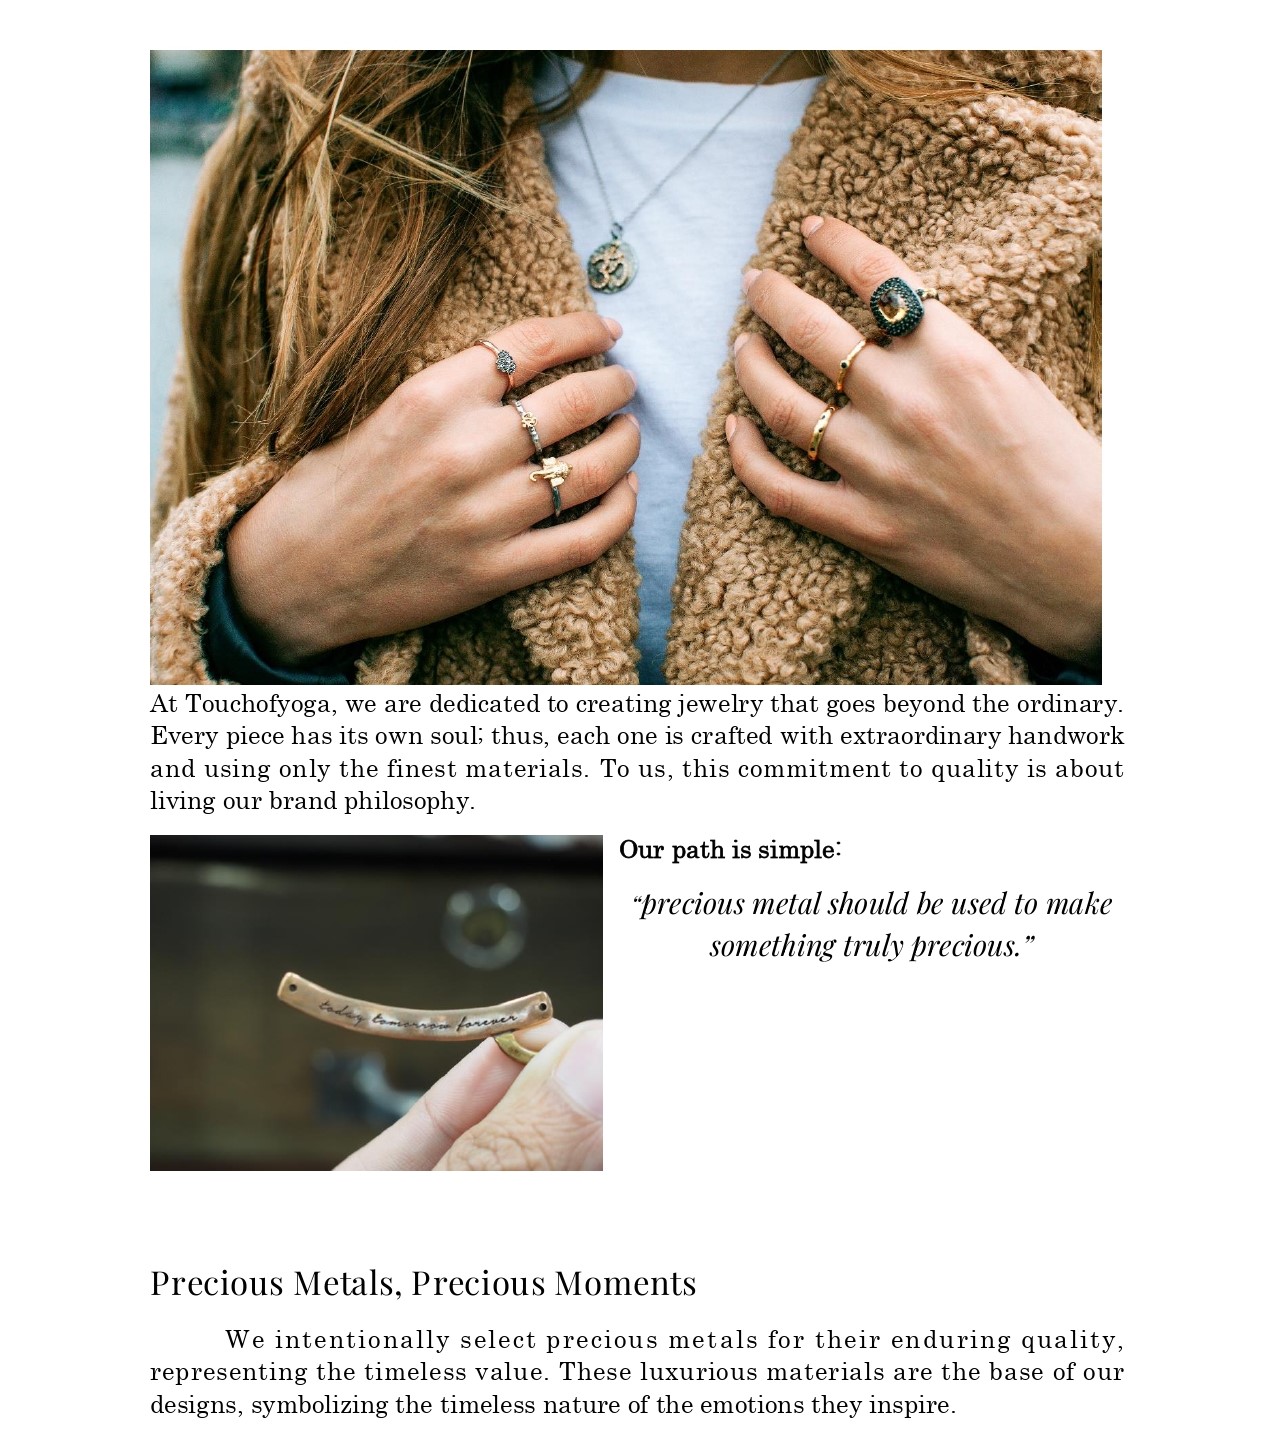 At Touchofyoga, we are dedicated to creating jewelry that goes beyond the ordinary.
Every piece has its own soul; thus, each one is crafted with extraordinary handwork
and using only the finest materials. To us, this commitment to quality is about
living our brand philosophy.
today tomorrow forever
Our path is simple:
“precious metal should be used to make
something truly precious.”
Precious Metals, Precious Moments
We intentionally select precious metals for their enduring quality,
representing the timeless value. These luxurious materials are the base of our
designs, symbolizing the timeless nature of the emotions they inspire.